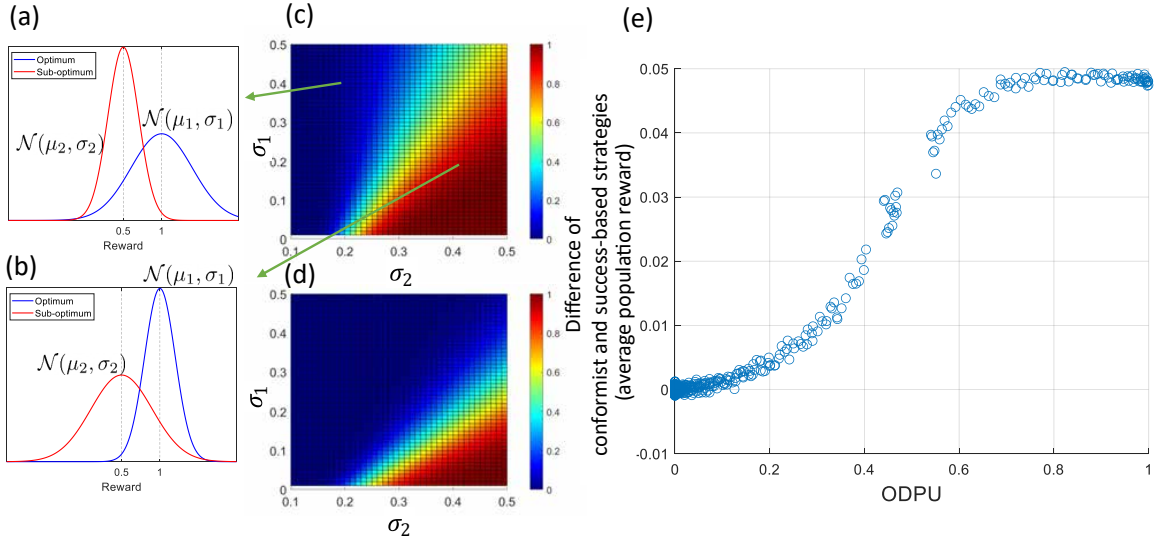 (a)
Optimum
Sub-optimum
N(μ₁, σ₁)
N(μ₂, σ₂)
0.5 1
Reward
(b)
N(μ₁, σ₁)
Optimum
Sub-optimum
N(μ₂, σ₂)
0.5 1
Reward
(c)
0.5
0.4
0.3
0.2
0.1
0
σ₁
0.1 0.2 0.3 0.4 0.5
σ₂
1
0.8
0.6
0.4
0.2
0
(d)
0.5
0.4
0.3
0.2
0.1
0
σ₁
0.1 0.2 0.3 0.4 0.5
σ₂
1
0.8
0.6
0.4
0.2
0
(e)
Difference of
conformist and success-based strategies
(average population reward)
0.05
0.04
0.03
0.02
0.01
0
-0.01
0 0.2 0.4 0.6 0.8 1
ODPU